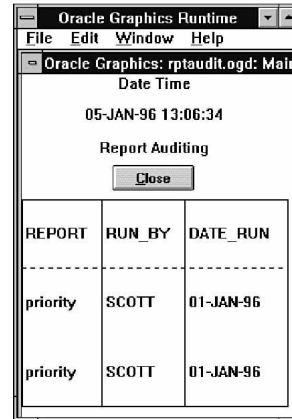 Oracle Graphics Runtime
File Edit Window Help
Oracle Graphics: rptaudit.ogd: Mai
Date Time
05-JAN-96 13:06:34
Report Auditing
Close
REPORT RUN_BY DATE_RUN
priority SCOTT 01-JAN-96
priority SCOTT 01-JAN-96